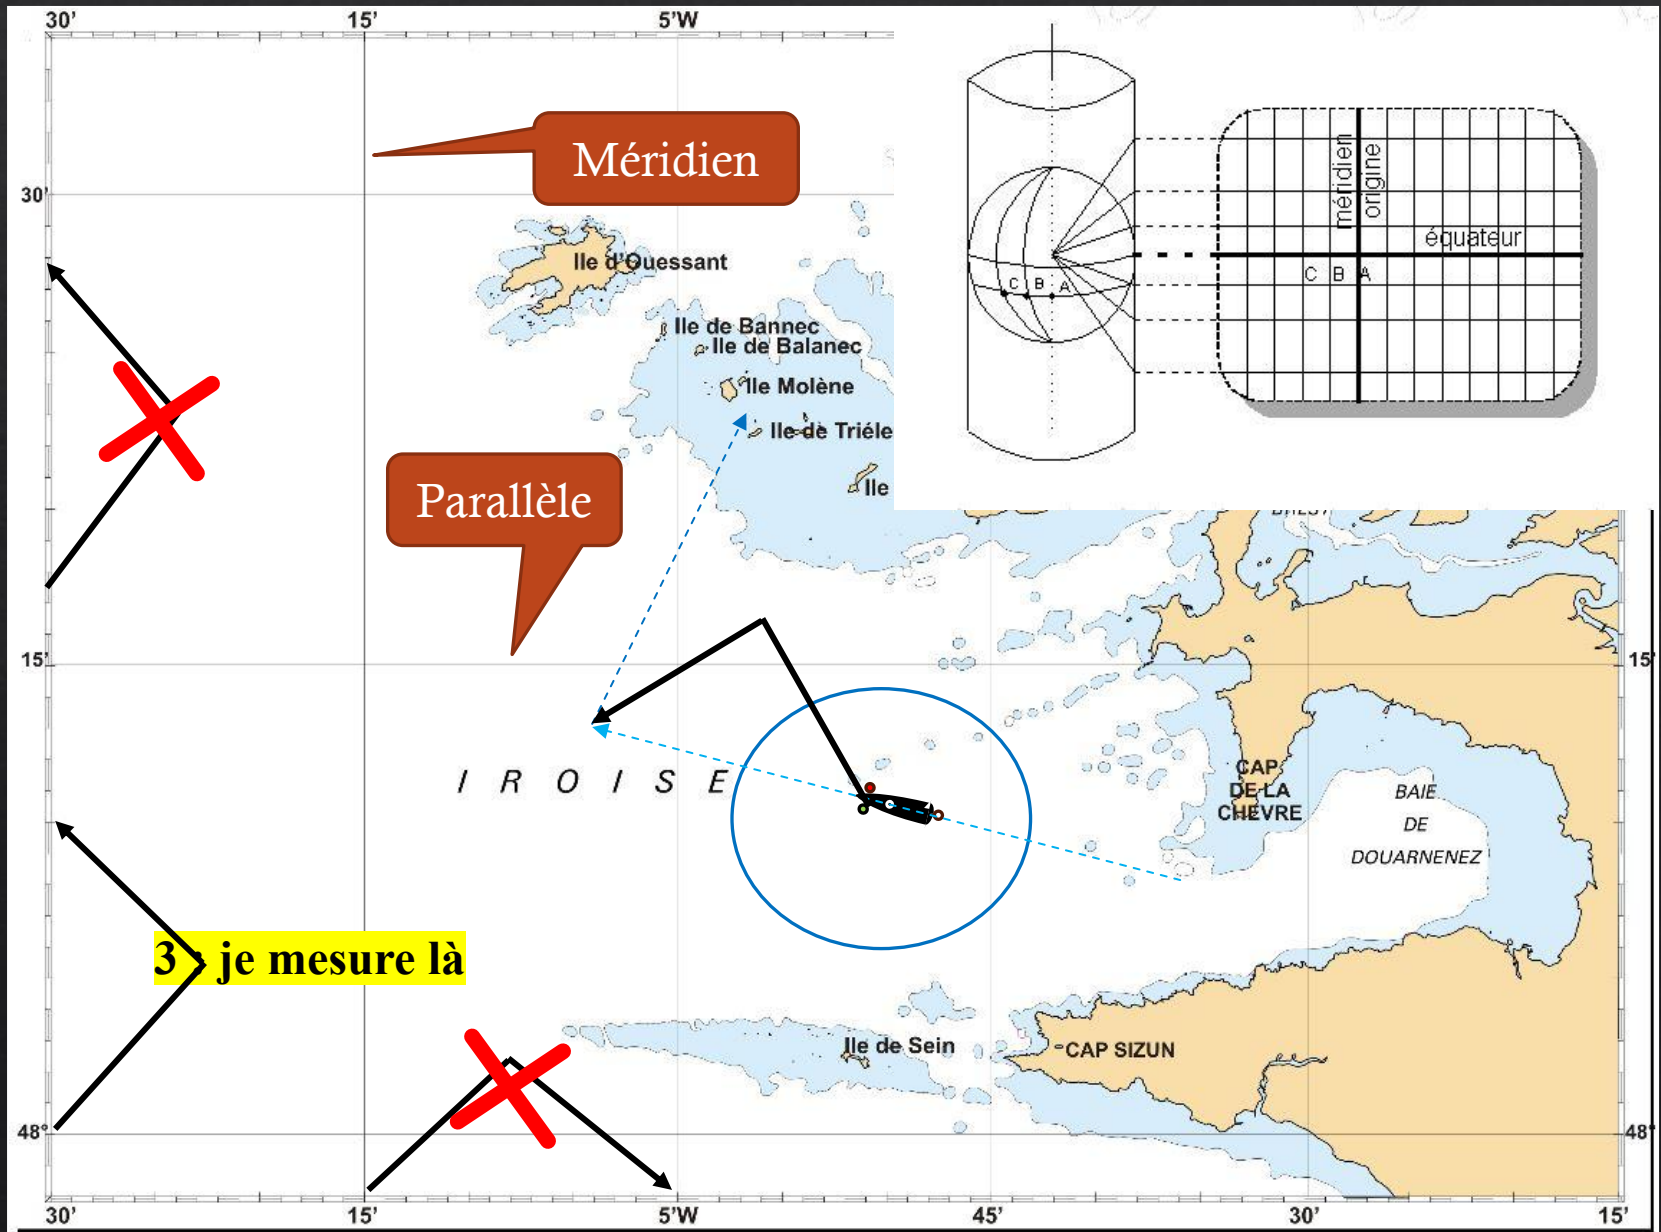 30'
15'
5'W
Méridien
méridien
origine
équateur
C B A
C B A
30'
Ile d'Ouessant
Ile de Bannec
Ile de Balanec
Ile Molène
Ile de Triéle
Ile
Parallèle
15'
15'
I R O I S E
CAP
DE LA
CHEVRE
BAIE
DE
DOUARNENEZ
3 : je mesure là
Ile de Sein
CAP SIZUN
48°
48°
30'
15'
5'W
45'
30'
15'